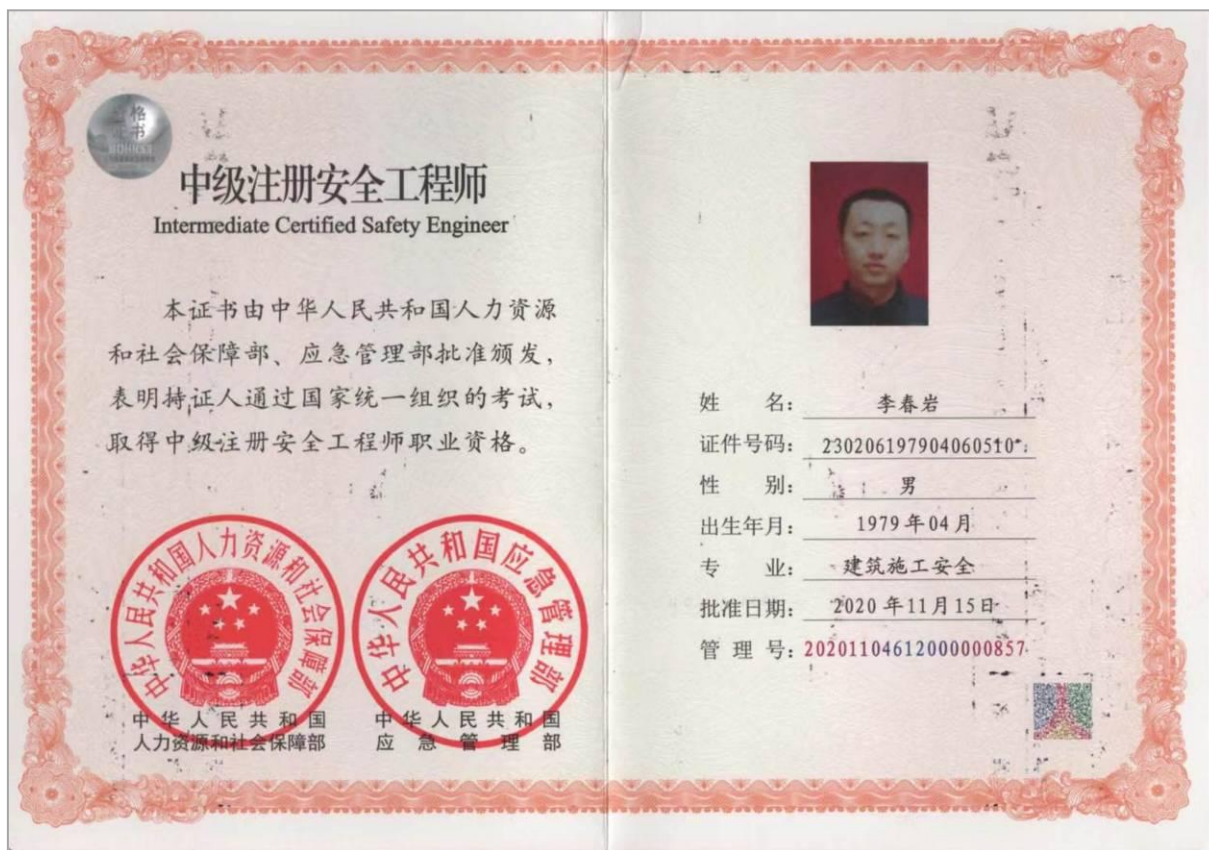 合格
证书
中级注册安全工程师
Intermediate Certified Safety Engineer
本证书由中华人民共和国人力资源
和社会保障部、应急管理部批准颁发，
表明持证人通过国家统一组织的考试，
取得中级注册安全工程师职业资格。
中华人民共和国人力资源和社会保障部
中华人民共和国应急管理部
中华人民共和国
人力资源和社会保障部
中华人民共和国
应急管理部
姓名：李春岩
证件号码：230206197904060510
性别：男
出生年月：1979年04月
专业：建筑施工安全
批准日期：2020年11月15日
管理号：20201104612000000857